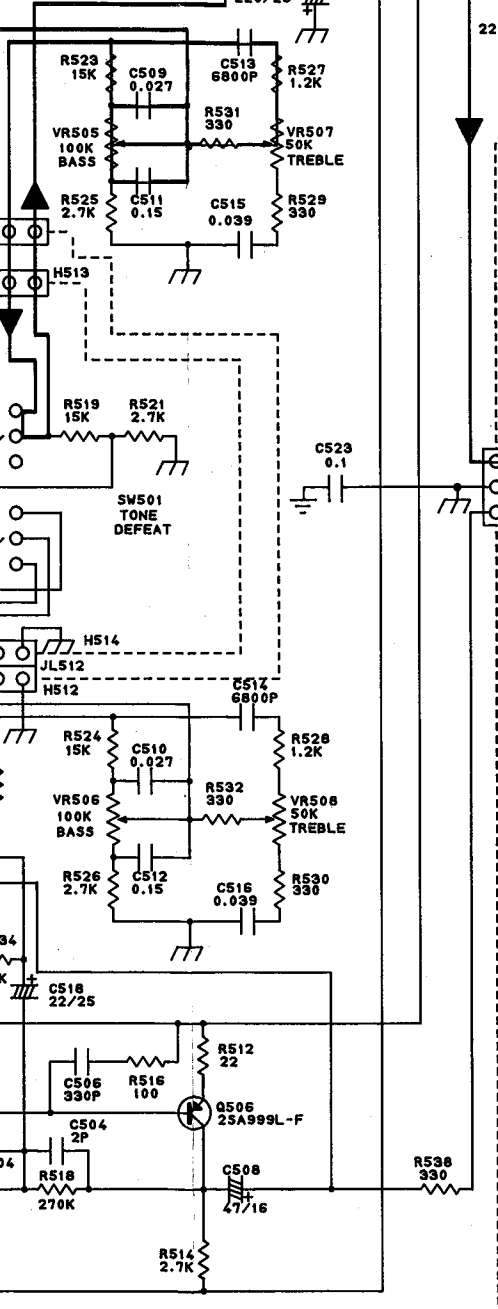 22
R523
15K
C509
0.027
C513
6800P
R527
1.2K
R531
330
VR505
100K
BASS
VR507
50K
TREBLE
R525
2.7K
C511
0.15
C515
0.039
R529
330
H513
R519
15K
R521
2.7K
C523
0.1
SW501
TONE
DEFEAT
H514
JL512
H512
C514
6800P
R524
15K
C510
0.027
R528
1.2K
R532
330
VR506
100K
BASS
VR508
50K
TREBLE
R526
2.7K
C512
0.15
C516
0.039
R530
330
34
K
C518
22/25
R512
22
C506
330P
R516
100
Q506
2SA999L-F
C504
2P
04
R518
270K
C508
47/16
R538
330
R514
2.7K